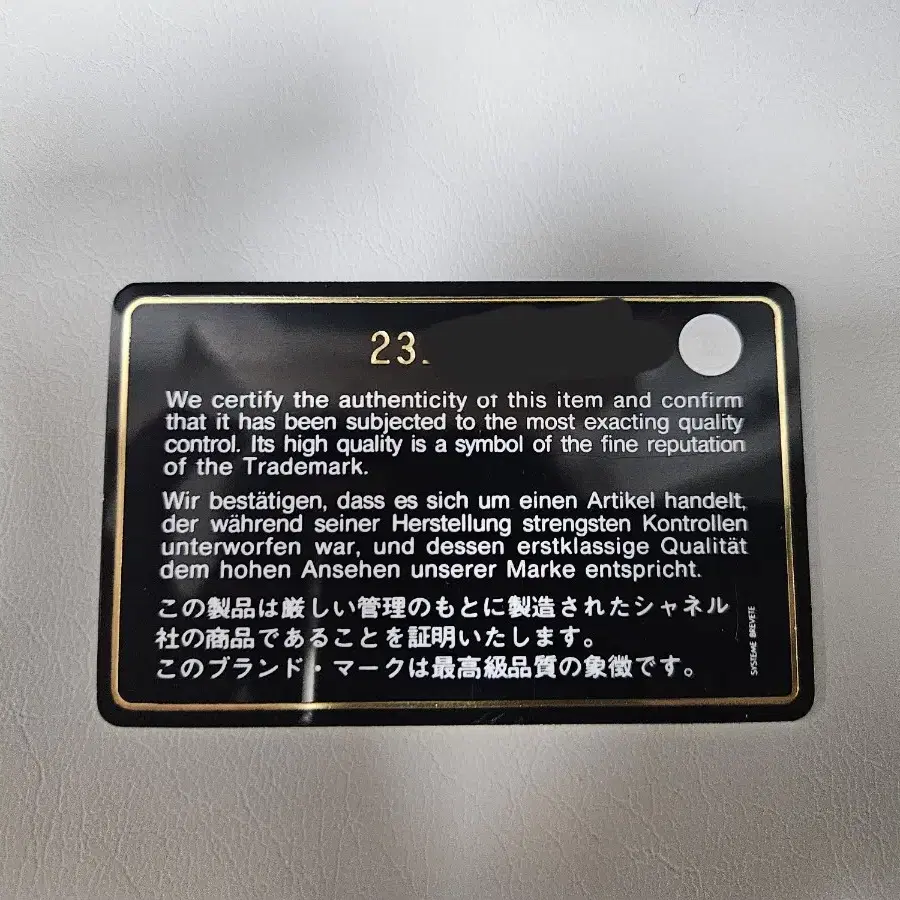 23
We certify the authenticity of this item and confirm
that it has been subjected to the most exacting quality
control. Its high quality is a symbol of the fine reputation
of the Trademark.
Wir bestätigen, dass es sich um einen Artikel handelt,
der während seiner Herstellung strengsten Kontrollen
unterworfen war, und dessen erstklassige Qualität
dem hohen Ansehen unserer Marke entspricht.
この製品は厳しい管理のもとに製造されたシャネル
社の商品であることを証明いたします。
このブランド・マークは最高級品質の象徴です。
SYSTEME BREVETE